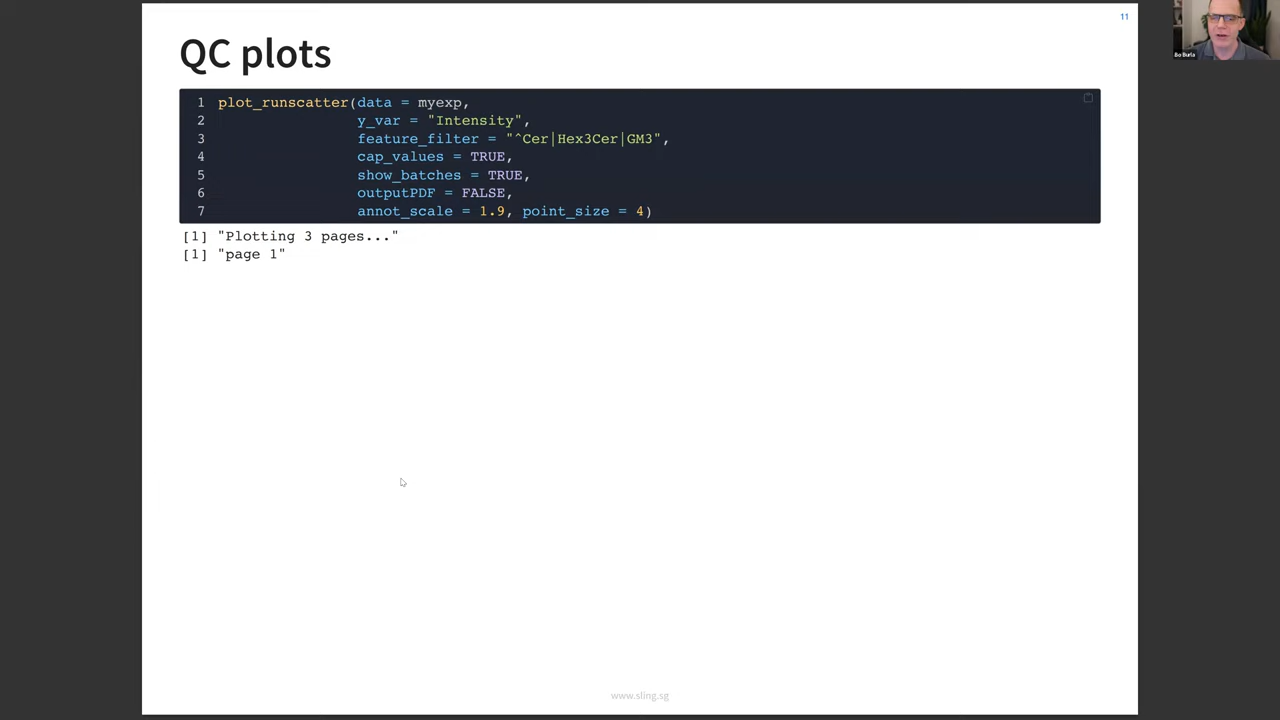 11
Bo Burla
QC plots
1 plot_runscatter(data = myexp,
2 y_var = "Intensity",
3 feature_filter = "^Cer|Hex3Cer|GM3",
4 cap_values = TRUE,
5 show_batches = TRUE,
6 outputPDF = FALSE,
7 annot_scale = 1.9, point_size = 4)
[1] "Plotting 3 pages..."
[1] "page 1"
www.sling.sg